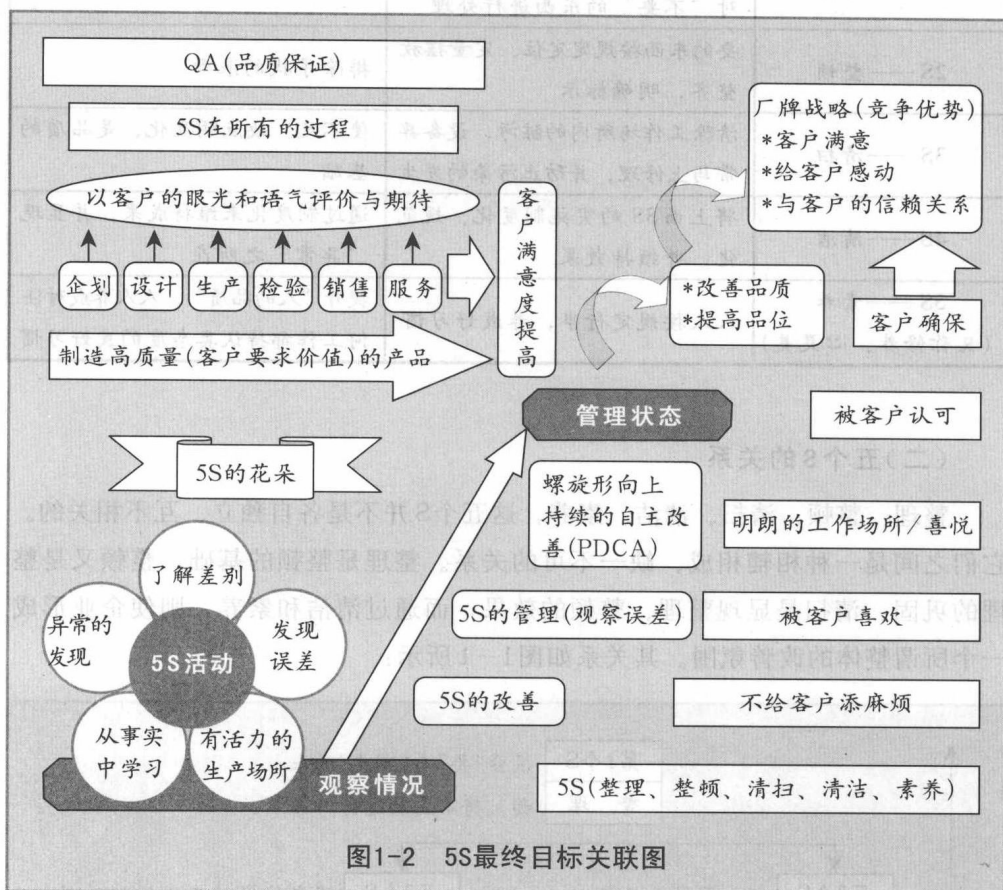 QA(品质保证)
5S在所有的过程
以客户的眼光和语气评价与期待
企划 设计 生产 检验 销售 服务
制造高质量(客户要求价值)的产品
客户满意度提高
厂牌战略(竞争优势)
*客户满意
*给客户感动
*与客户的信赖关系
*改善品质
*提高品位
客户确保
管理状态
被客户认可
5S的花朵
螺旋形向上
持续的自主改
善(PDCA)
明朗的工作场所/喜悦
了解差别
异常的
发现
5S活动
发现
误差
从事实
中学习
有活力的
生产场所
5S的管理(观察误差)
被客户喜欢
5S的改善
不给客户添麻烦
观察情况
5S(整理、整顿、清扫、清洁、素养)
图1-2 5S最终目标关联图
(二)五个S的关系